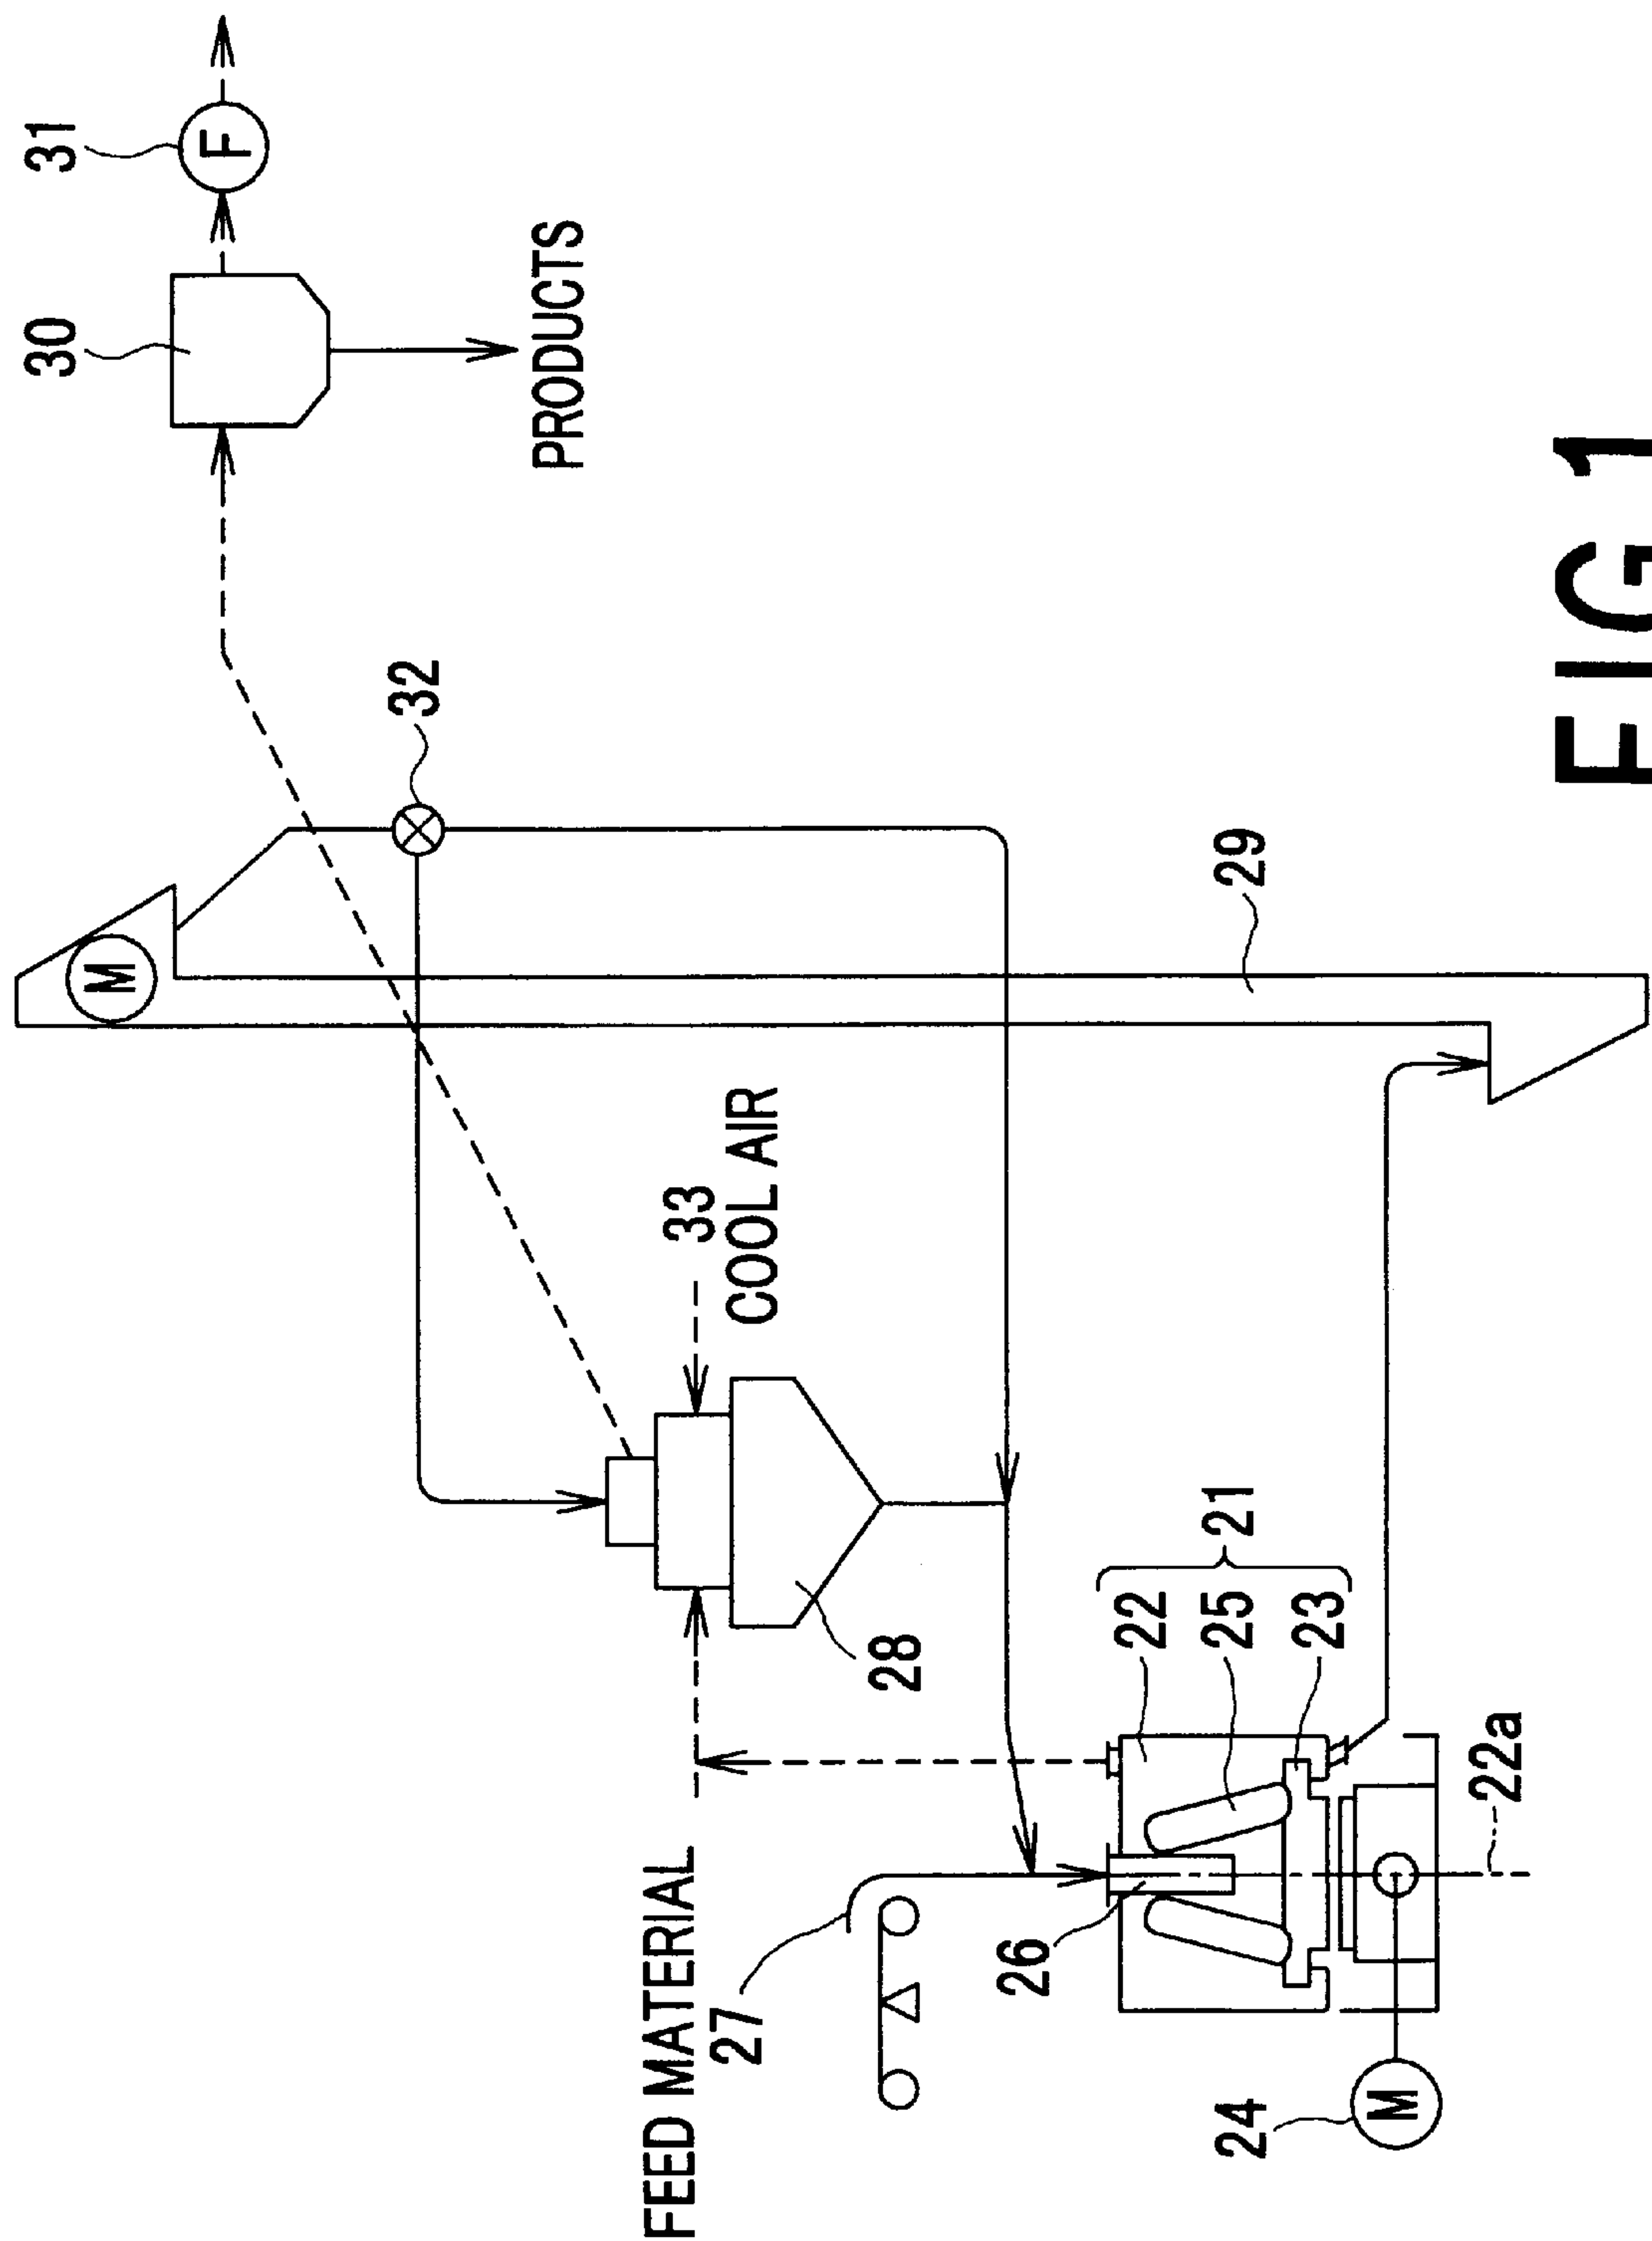 31
F
30
PRODUCTS
32
M
29
33
COOL AIR
28
FEED MATERIAL
27
26
22
25
23
21
22a
24
M
FIG 1